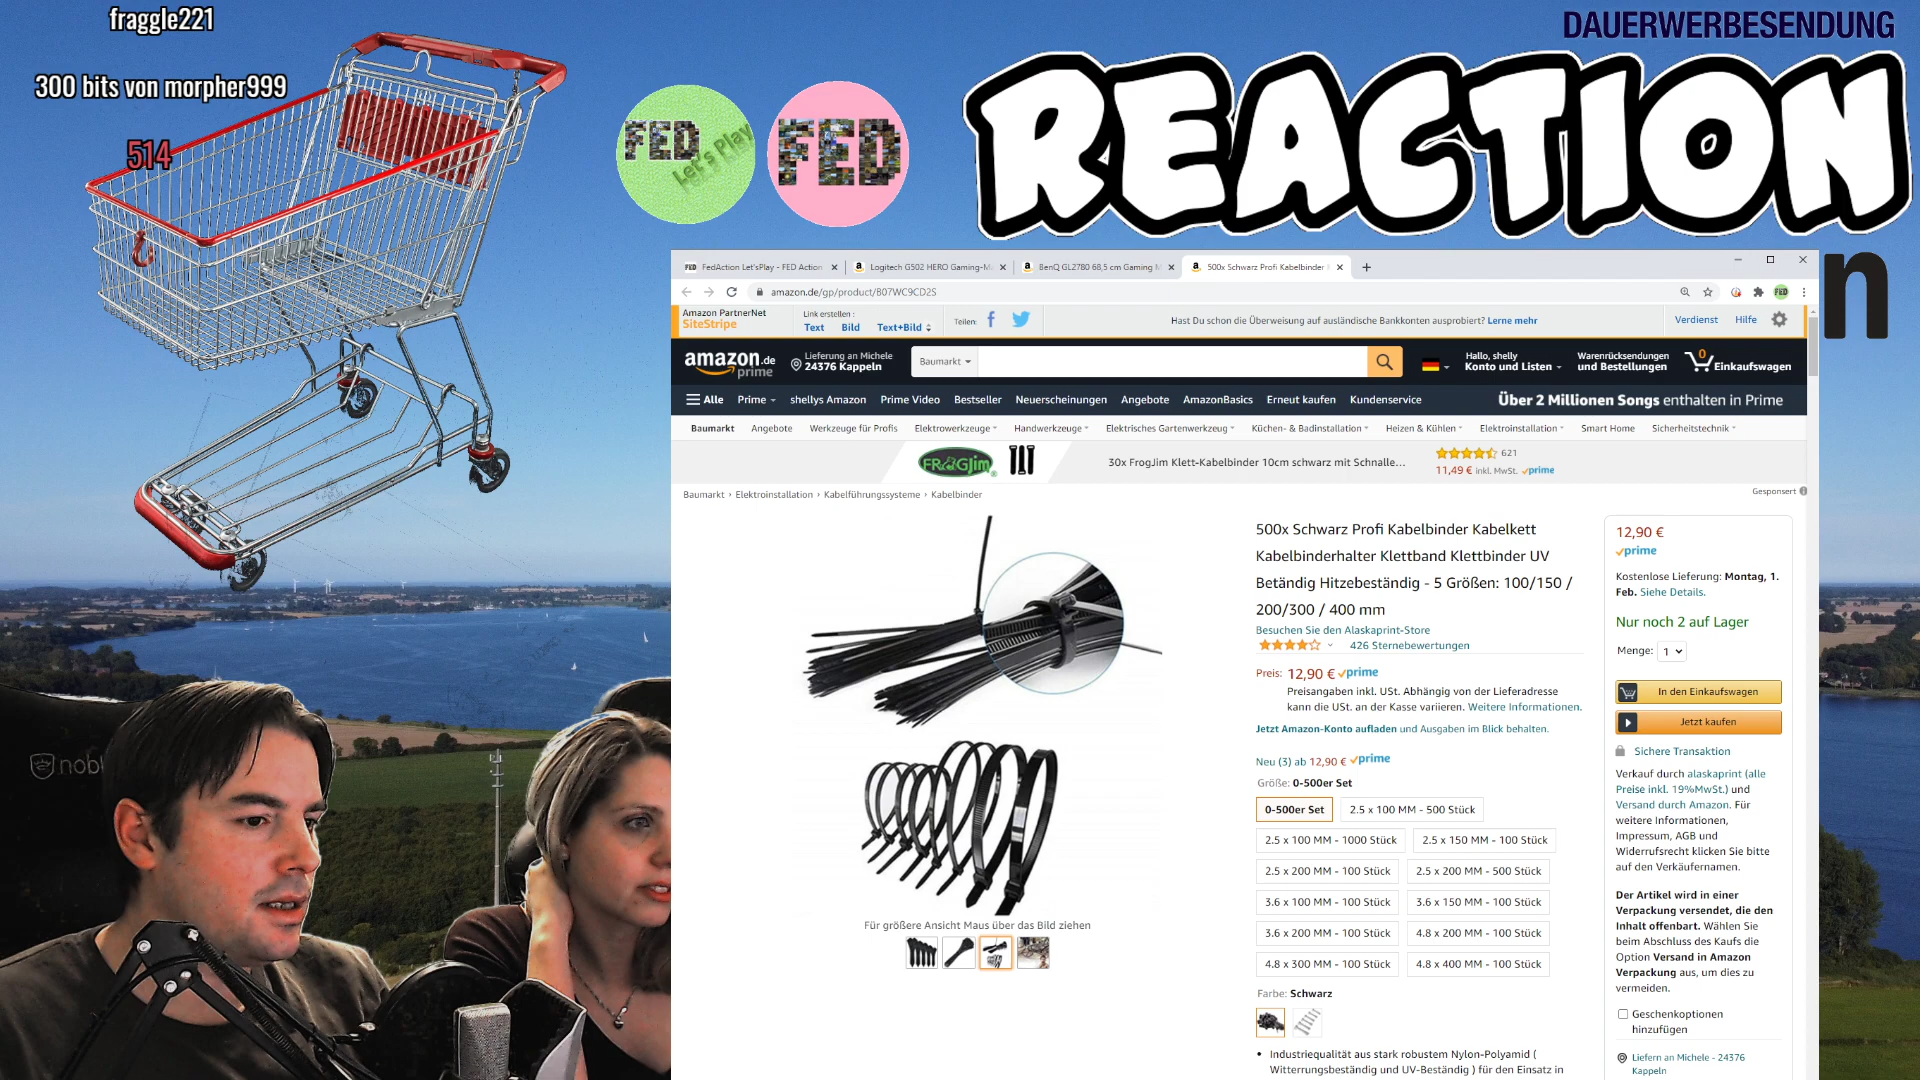 fraggle221
300 bits von morpher999
514
DAUERWERBESENDUNG
REACTION
n
FED
Let's Play
FED
FED FedAction Let'sPlay - FED Action
Logitech G502 HERO Gaming-M
BenQ GL2780 68,5 cm Gaming M
500x Schwarz Profi Kabelbinder
amazon.de/gp/product/B07WC9CD2S
Amazon PartnerNet
SiteStripe
Link erstellen :
Text Bild Text+Bild
Teilen:
Hast Du schon die Überweisung auf ausländische Bankkonten ausprobiert? Lerne mehr
Verdienst Hilfe
amazon.de
prime
Lieferung an Michele
24376 Kappeln
Baumarkt
Hallo, shelly
Konto und Listen
Warenrücksendungen
und Bestellungen
0
Einkaufswagen
Alle Prime shellys Amazon Prime Video Bestseller Neuerscheinungen Angebote AmazonBasics Erneut kaufen Kundenservice
Über 2 Millionen Songs enthalten in Prime
Baumarkt Angebote Werkzeuge für Profis Elektrowerkzeuge Handwerkzeuge Elektrisches Gartenwerkzeug Küchen- & Badinstallation Heizen & Kühlen Elektroinstallation Smart Home Sicherheitstechnik
FROGJIM
30x FrogJim Klett-Kabelbinder 10cm schwarz mit Schnalle...
621
11,49 € inkl. MwSt. prime
Baumarkt › Elektroinstallation › Kabelführungssysteme › Kabelbinder
Gesponsert
500x Schwarz Profi Kabelbinder Kabelkett
Kabelbinderhalter Klettband Klettbinder UV
Betändig Hitzebeständig - 5 Größen: 100/150 /
200/300 / 400 mm
Besuchen Sie den Alaskaprint-Store
426 Sternebewertungen
Preis: 12,90 € prime
Preisangaben inkl. USt. Abhängig von der Lieferadresse
kann die USt. an der Kasse variieren. Weitere Informationen.
Jetzt Amazon-Konto aufladen und Ausgaben im Blick behalten.
Neu (3) ab 12,90 € prime
Größe: 0-500er Set
0-500er Set 2.5 x 100 MM - 500 Stück
2.5 x 100 MM - 1000 Stück 2.5 x 150 MM - 100 Stück
2.5 x 200 MM - 100 Stück 2.5 x 200 MM - 500 Stück
3.6 x 100 MM - 100 Stück 3.6 x 150 MM - 100 Stück
3.6 x 200 MM - 100 Stück 4.8 x 200 MM - 100 Stück
4.8 x 300 MM - 100 Stück 4.8 x 400 MM - 100 Stück
Farbe: Schwarz
Industriequalität aus stark robustem Nylon-Polyamid (
Witterrungsbeständig und UV-Beständig ) für den Einsatz in
Für größere Ansicht Maus über das Bild ziehen
12,90 €
prime
Kostenlose Lieferung: Montag, 1.
Feb. Siehe Details.
Nur noch 2 auf Lager
Menge: 1
In den Einkaufswagen
Jetzt kaufen
Sichere Transaktion
Verkauf durch alaskaprint (alle
Preise inkl. 19%MwSt.) und
Versand durch Amazon. Für
weitere Informationen,
Impressum, AGB und
Widerrufsrecht klicken Sie bitte
auf den Verkäufernamen.
Der Artikel wird in einer
Verpackung versendet, die den
Inhalt offenbart. Wählen Sie
beim Abschluss des Kaufs die
Option Versand in Amazon
Verpackung aus, um dies zu
vermeiden.
Geschenkoptionen
hinzufügen
Liefern an Michele - 24376
Kappeln
nobl